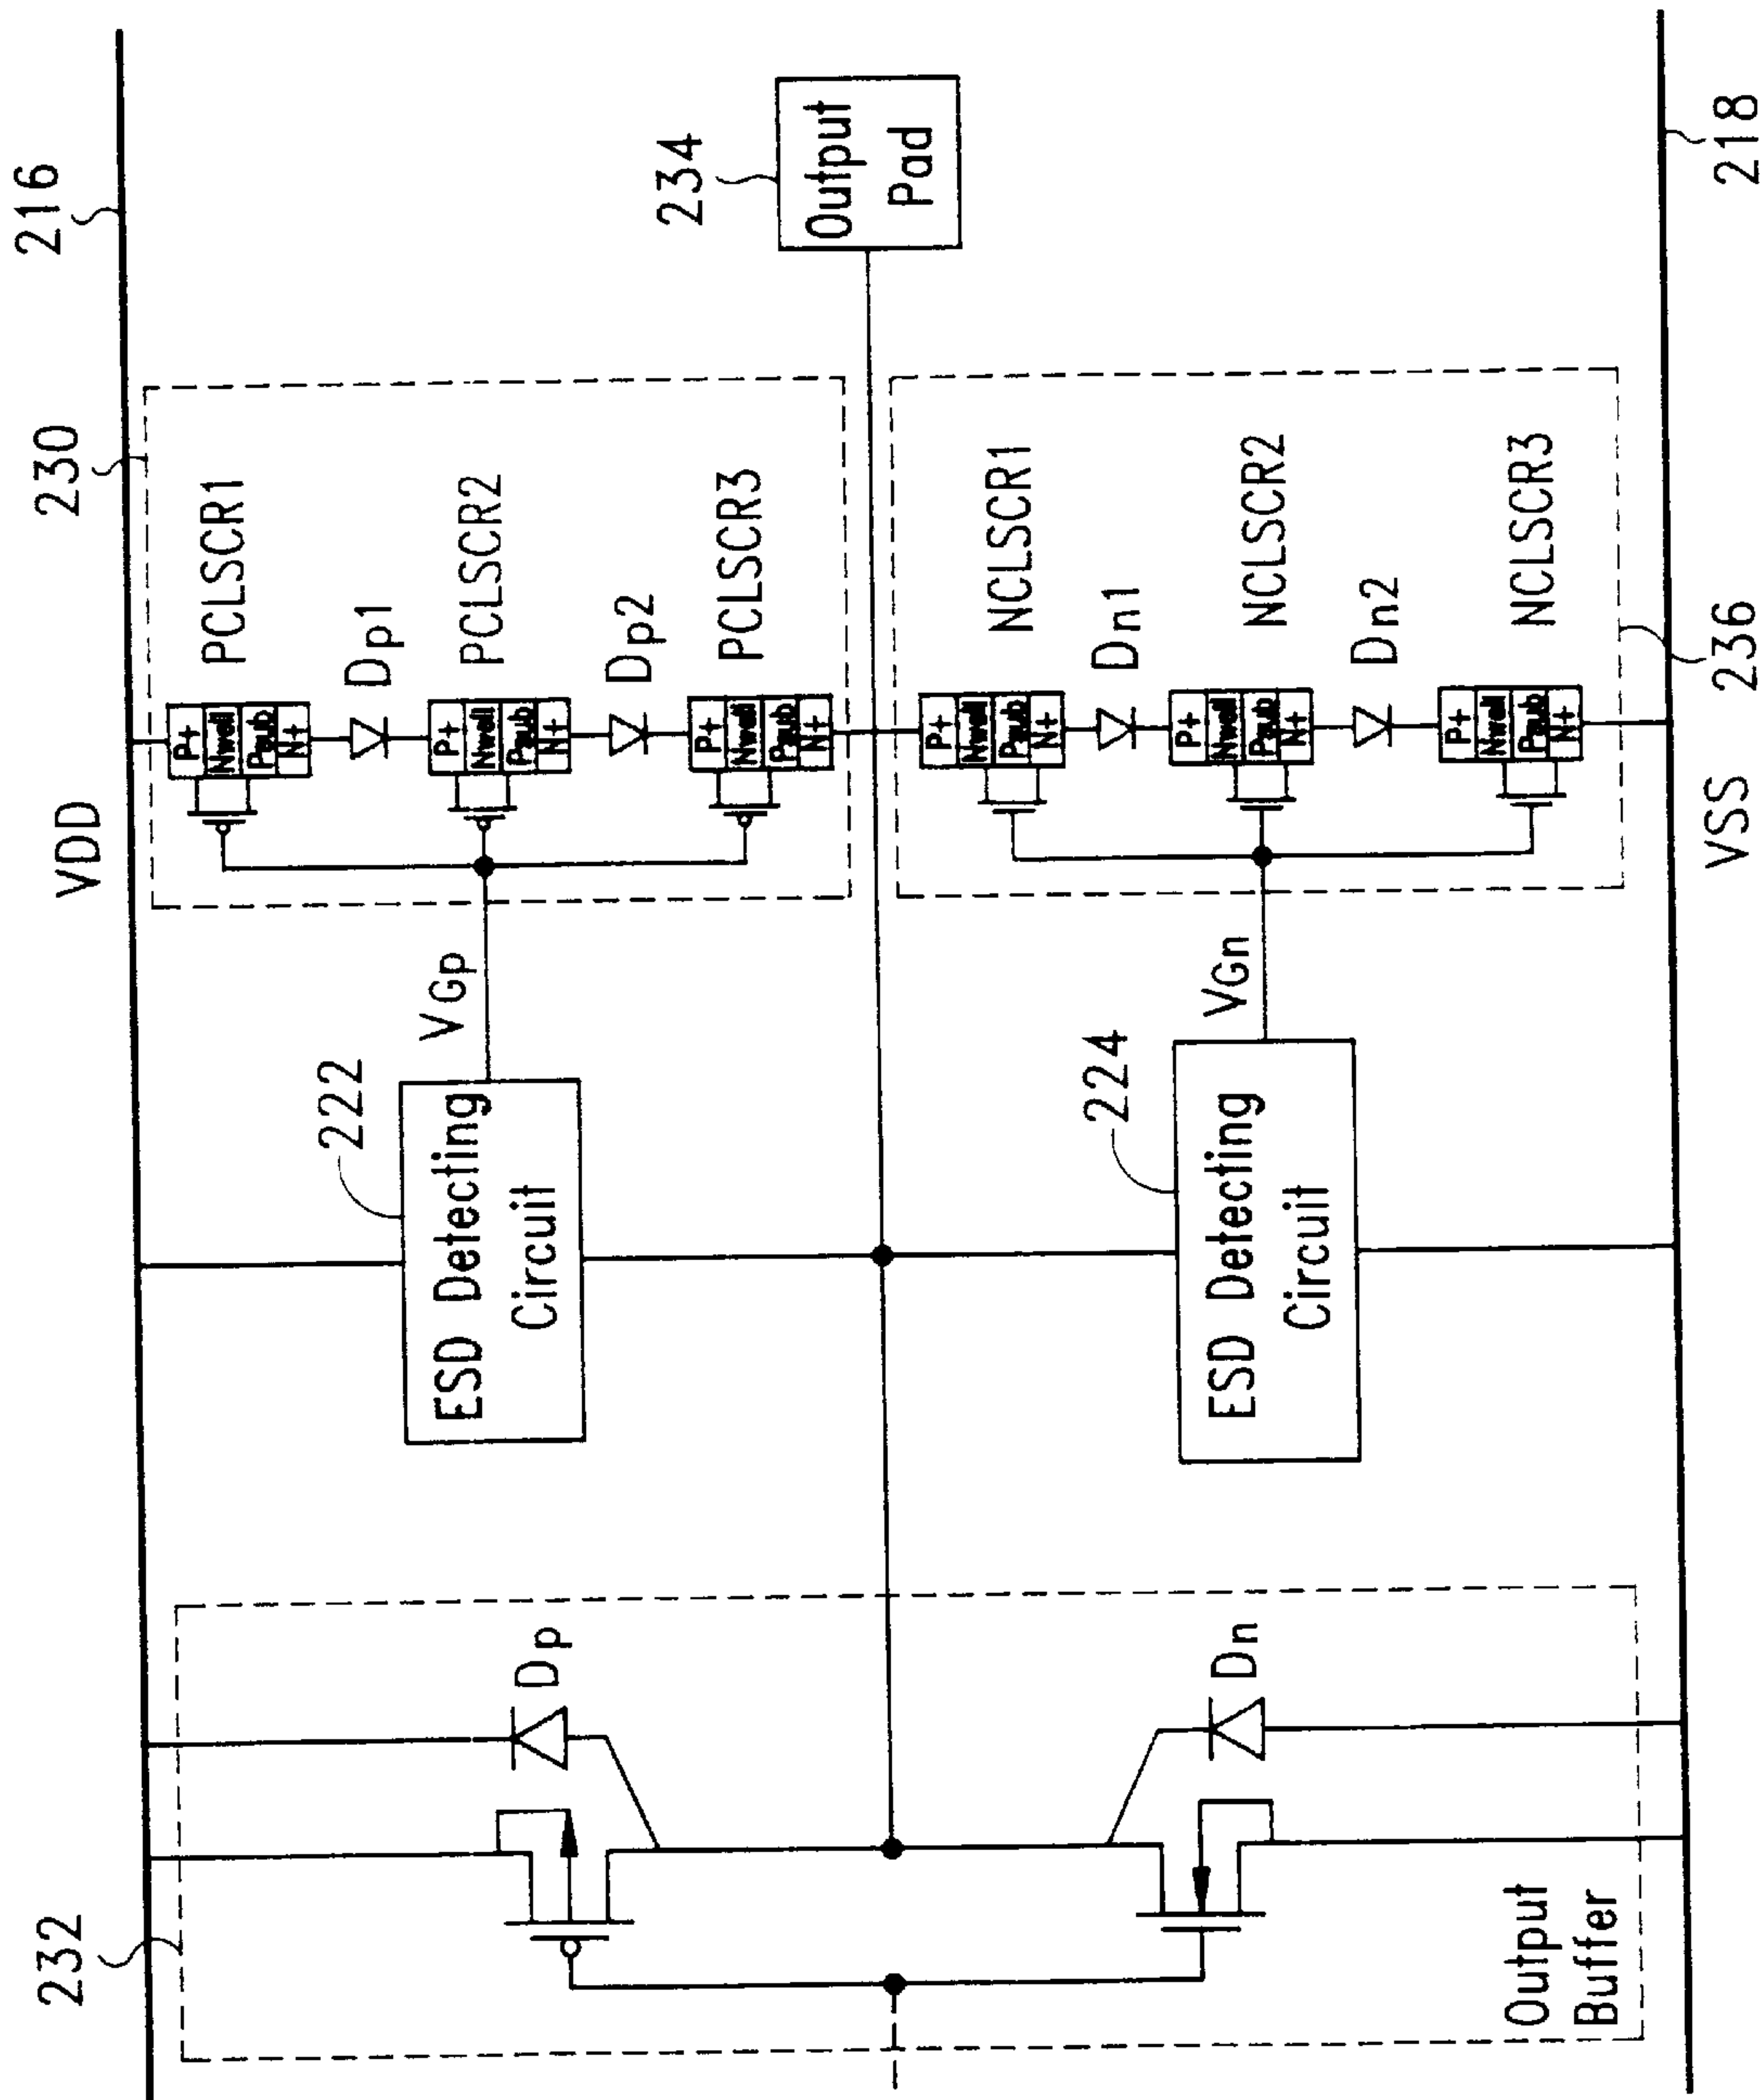 232
VDD
230
216
PCLSCR1
Dp1
PCLSCR2
Dp2
PCLSCR3
P+
Nwell
Psub
N+
P+
Nwell
Psub
N+
P+
Nwell
Psub
N+
VGp
222
ESD Detecting
Circuit
Dp
234
Output
Pad
NCLSCR1
Dn1
NCLSCR2
Dn2
NCLSCR3
P+
Nwell
Psub
N+
P+
Nwell
Psub
N+
P+
Nwell
Psub
N+
VGn
224
ESD Detecting
Circuit
Dn
Output
Buffer
VSS
236
218